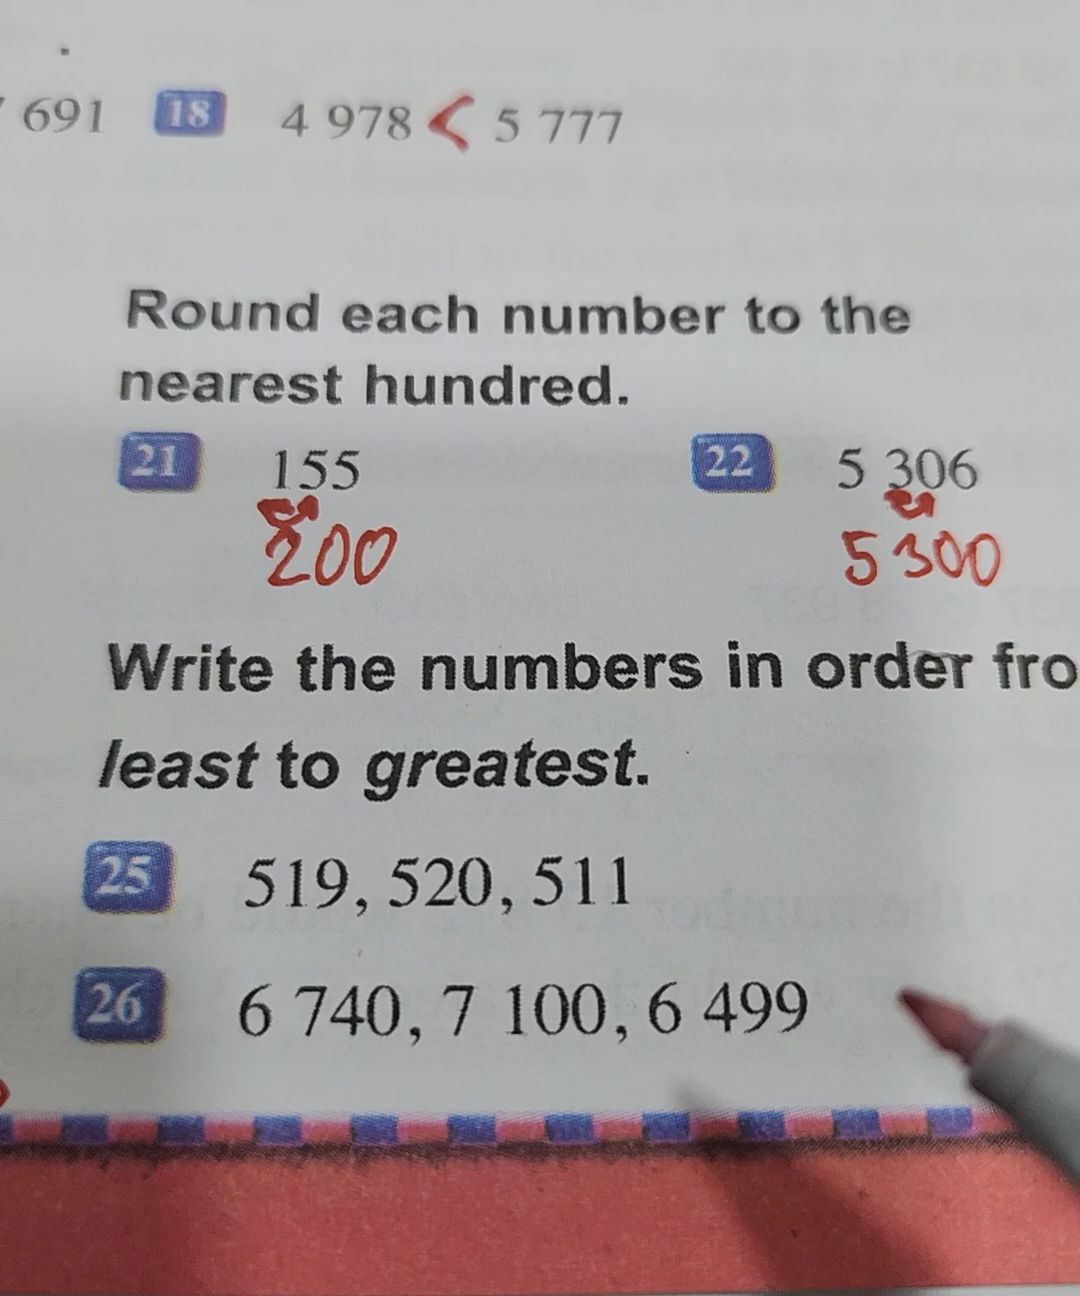 691 18 4 978 < 5 777
Round each number to the
nearest hundred.
21 155 22 5 306
200 5300
Write the numbers in order fro
least to greatest.
25 519, 520, 511
26 6 740, 7 100, 6 499